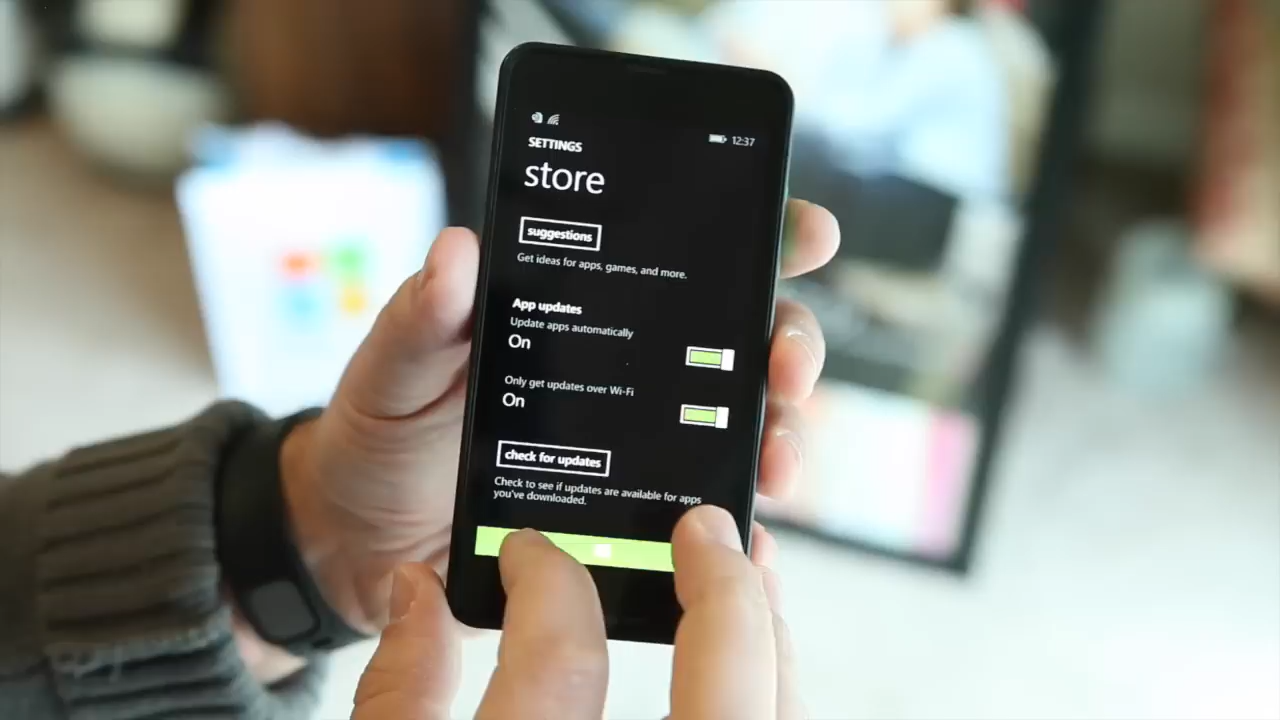 12:37
SETTINGS
store
suggestions
Get ideas for apps, games, and more.
App updates
Update apps automatically
On
Only get updates over Wi-Fi
On
check for updates
Check to see if updates are available for apps
you've downloaded.